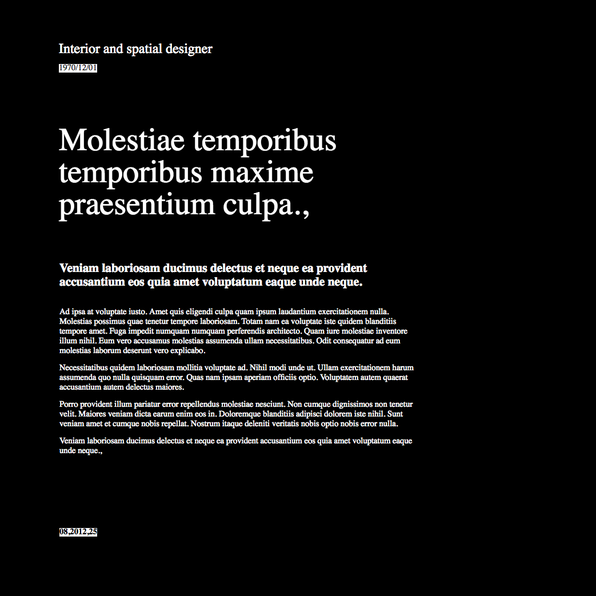 Interior and spatial designer
1970/12/01
Molestiae temporibus
temporibus maxime
praesentium culpa.,
Veniam laboriosam ducimus delectus et neque ea provident
accusantium eos quia amet voluptatum eaque unde neque.
Ad ipsa at voluptate iusto. Amet quis eligendi culpa quam ipsum laudantium exercitationem nulla.
Molestias possimus quae tenetur tempore laboriosam. Totam nam ea voluptate iste quidem blanditiis
tempore amet. Fuga impedit numquam numquam perferendis architecto. Quam iure molestiae inventore
illum nihil. Eum vero accusamus molestias assumenda ullam necessitatibus. Odit consequatur ad eum
molestias laborum deserunt vero explicabo.
Necessitatibus quidem laboriosam mollitia voluptate ad. Nihil modi unde ut. Ullam exercitationem harum
assumenda quo nulla quisquam error. Quas nam ipsam aperiam officiis optio. Voluptatem autem quaerat
accusantium autem delectus maiores.
Porro provident illum pariatur error repellendus molestiae nesciunt. Non cumque dignissimos non tenetur
velit. Maiores veniam dicta earum enim eos in. Doloremque blanditiis adipisci dolorem iste nihil. Sunt
veniam amet et cumque nobis repellat. Nostrum itaque deleniti veritatis nobis optio nobis error nulla.
Veniam laboriosam ducimus delectus et neque ea provident accusantium eos quia amet voluptatum eaque
unde neque.,
08,2012,25